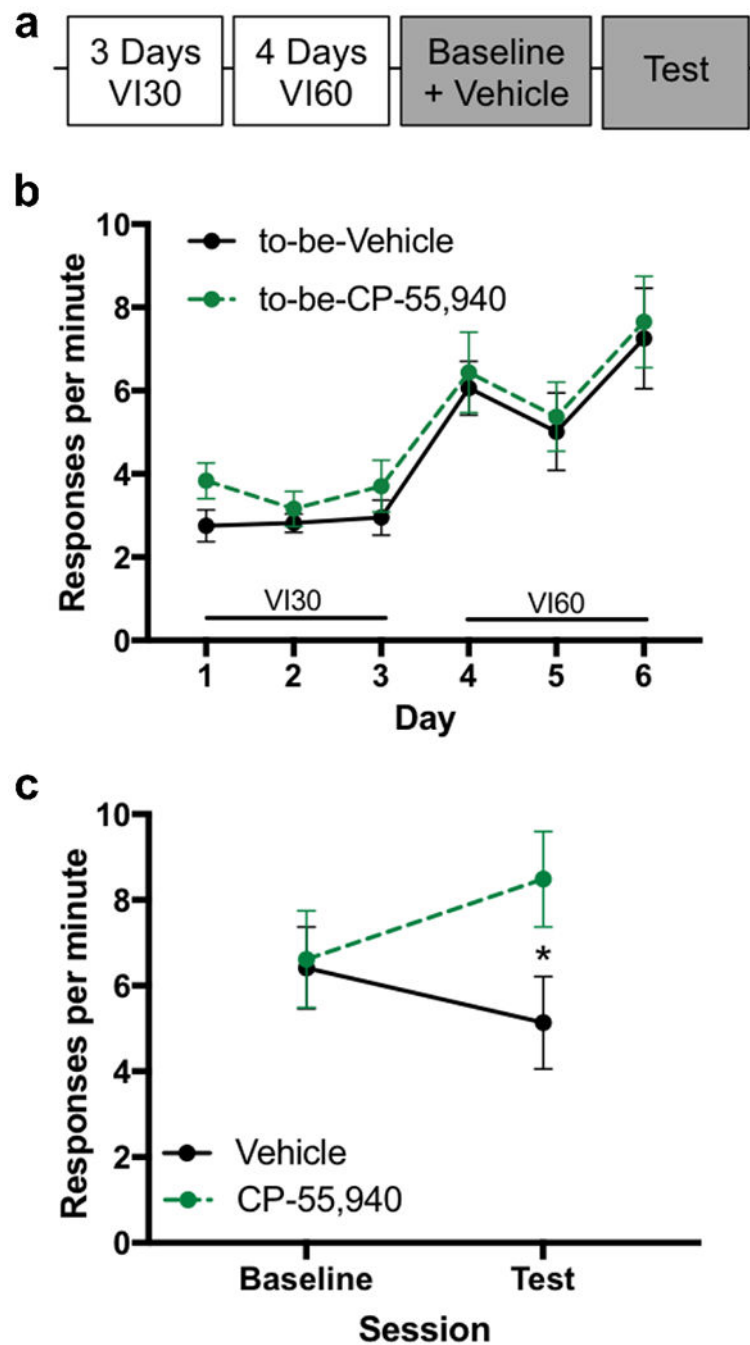 a
3 Days
VI30
4 Days
VI60
Baseline
+ Vehicle
Test
b
10
8
6
4
2
0
Responses per minute
to-be-Vehicle
to-be-CP-55,940
VI30
VI60
1 2 3 4 5 6
Day
c
10
8
6
4
2
0
Responses per minute
*
Vehicle
CP-55,940
Baseline Test
Session